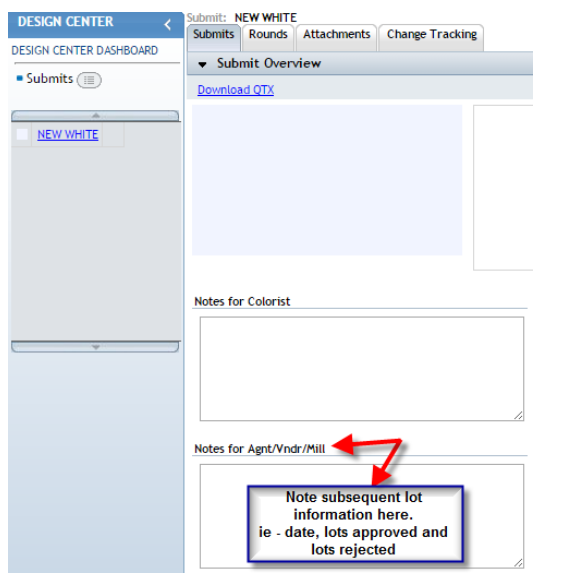 DESIGN CENTER
DESIGN CENTER DASHBOARD
Submits
NEW WHITE
Submit: NEW WHITE
Submits Rounds Attachments Change Tracking
Submit Overview
Download QTX
Notes for Colorist
Notes for Agnt/Vndr/Mill
Note subsequent lot
information here.
ie - date, lots approved and
lots rejected